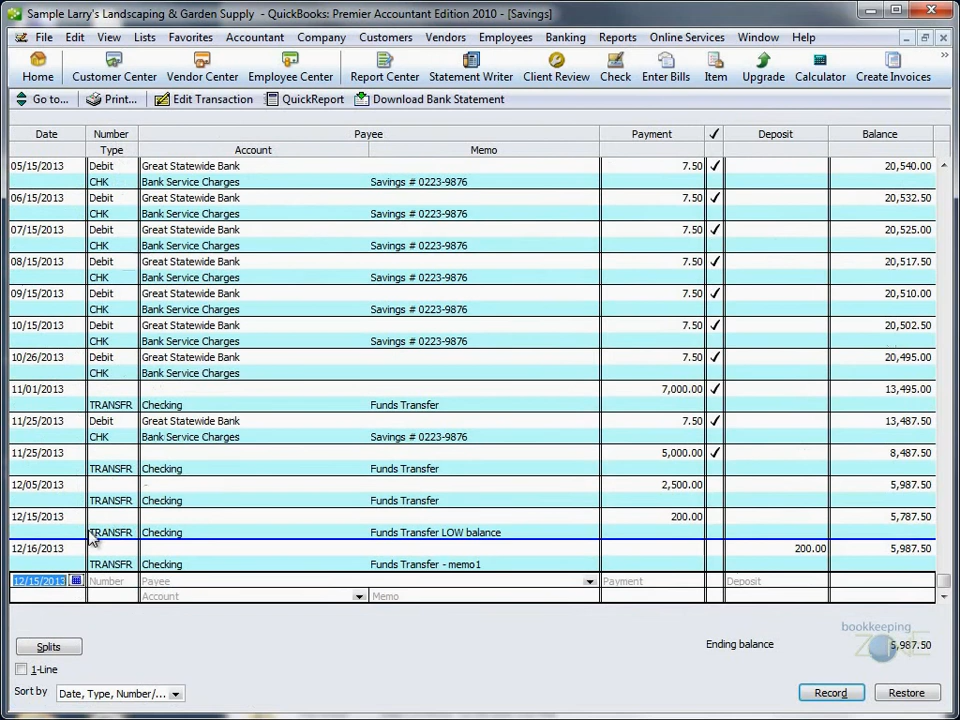 Sample Larry's Landscaping & Garden Supply - QuickBooks: Premier Accountant Edition 2010 - [Savings]
File Edit View Lists Favorites Accountant Company Customers Vendors Employees Banking Reports Online Services Window Help
Home Customer Center Vendor Center Employee Center Report Center Statement Writer Client Review Check Enter Bills Item Upgrade Calculator Create Invoices
Go to... Print... Edit Transaction QuickReport Download Bank Statement
Date Number Payee Payment ✓ Deposit Balance
Type Account Memo
05/15/2013 Debit Great Statewide Bank 7.50 ✓ 20,540.00
CHK Bank Service Charges Savings # 0223-9876
06/15/2013 Debit Great Statewide Bank 7.50 ✓ 20,532.50
CHK Bank Service Charges Savings # 0223-9876
07/15/2013 Debit Great Statewide Bank 7.50 ✓ 20,525.00
CHK Bank Service Charges Savings # 0223-9876
08/15/2013 Debit Great Statewide Bank 7.50 ✓ 20,517.50
CHK Bank Service Charges Savings # 0223-9876
09/15/2013 Debit Great Statewide Bank 7.50 ✓ 20,510.00
CHK Bank Service Charges Savings # 0223-9876
10/15/2013 Debit Great Statewide Bank 7.50 ✓ 20,502.50
CHK Bank Service Charges Savings # 0223-9876
10/26/2013 Debit Great Statewide Bank 7.50 ✓ 20,495.00
CHK Bank Service Charges
11/01/2013 7,000.00 ✓ 13,495.00
TRANSFR Checking Funds Transfer
11/25/2013 Debit Great Statewide Bank 7.50 ✓ 13,487.50
CHK Bank Service Charges Savings # 0223-9876
11/25/2013 5,000.00 ✓ 8,487.50
TRANSFR Checking Funds Transfer
12/05/2013 2,500.00 5,987.50
TRANSFR Checking Funds Transfer
12/15/2013 200.00 5,787.50
TRANSFR Checking Funds Transfer LOW balance
12/16/2013 200.00 5,987.50
TRANSFR Checking Funds Transfer - memo1
12/15/2013 Number Payee Payment Deposit
Account Memo
bookkeeping
ZONE
Splits Ending balance 5,987.50
1-Line
Sort by Date, Type, Number/... Record Restore